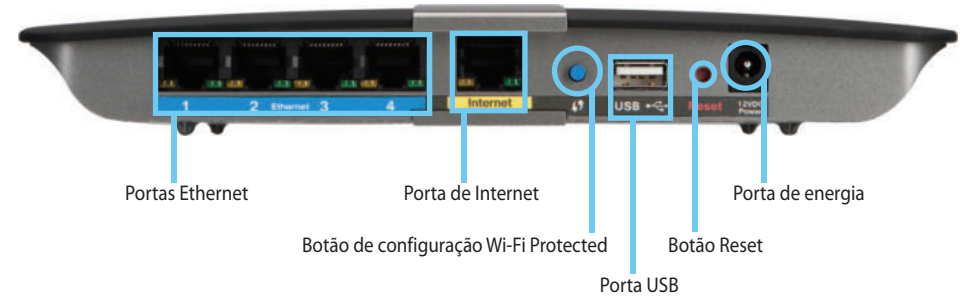 1 2 Ethernet 3 4
Internet
USB
Reset
12VDC
Power
Portas Ethernet
Porta de Internet
Porta de energia
Botão de configuração Wi-Fi Protected
Botão Reset
Porta USB